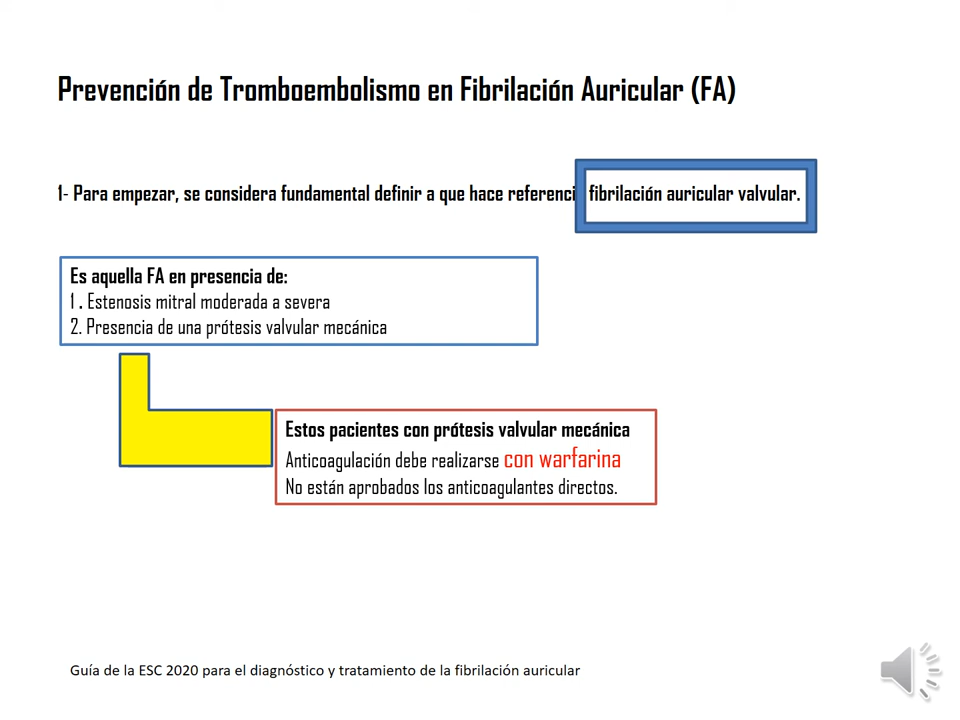 Prevención de Tromboembolismo en Fibrilación Auricular (FA)
1- Para empezar, se considera fundamental definir a que hace referenci fibrilación auricular valvular.
Es aquella FA en presencia de:
1 . Estenosis mitral moderada a severa
2. Presencia de una prótesis valvular mecánica
Estos pacientes con prótesis valvular mecánica
Anticoagulación debe realizarse con warfarina
No están aprobados los anticoagulantes directos.
Guía de la ESC 2020 para el diagnóstico y tratamiento de la fibrilación auricular